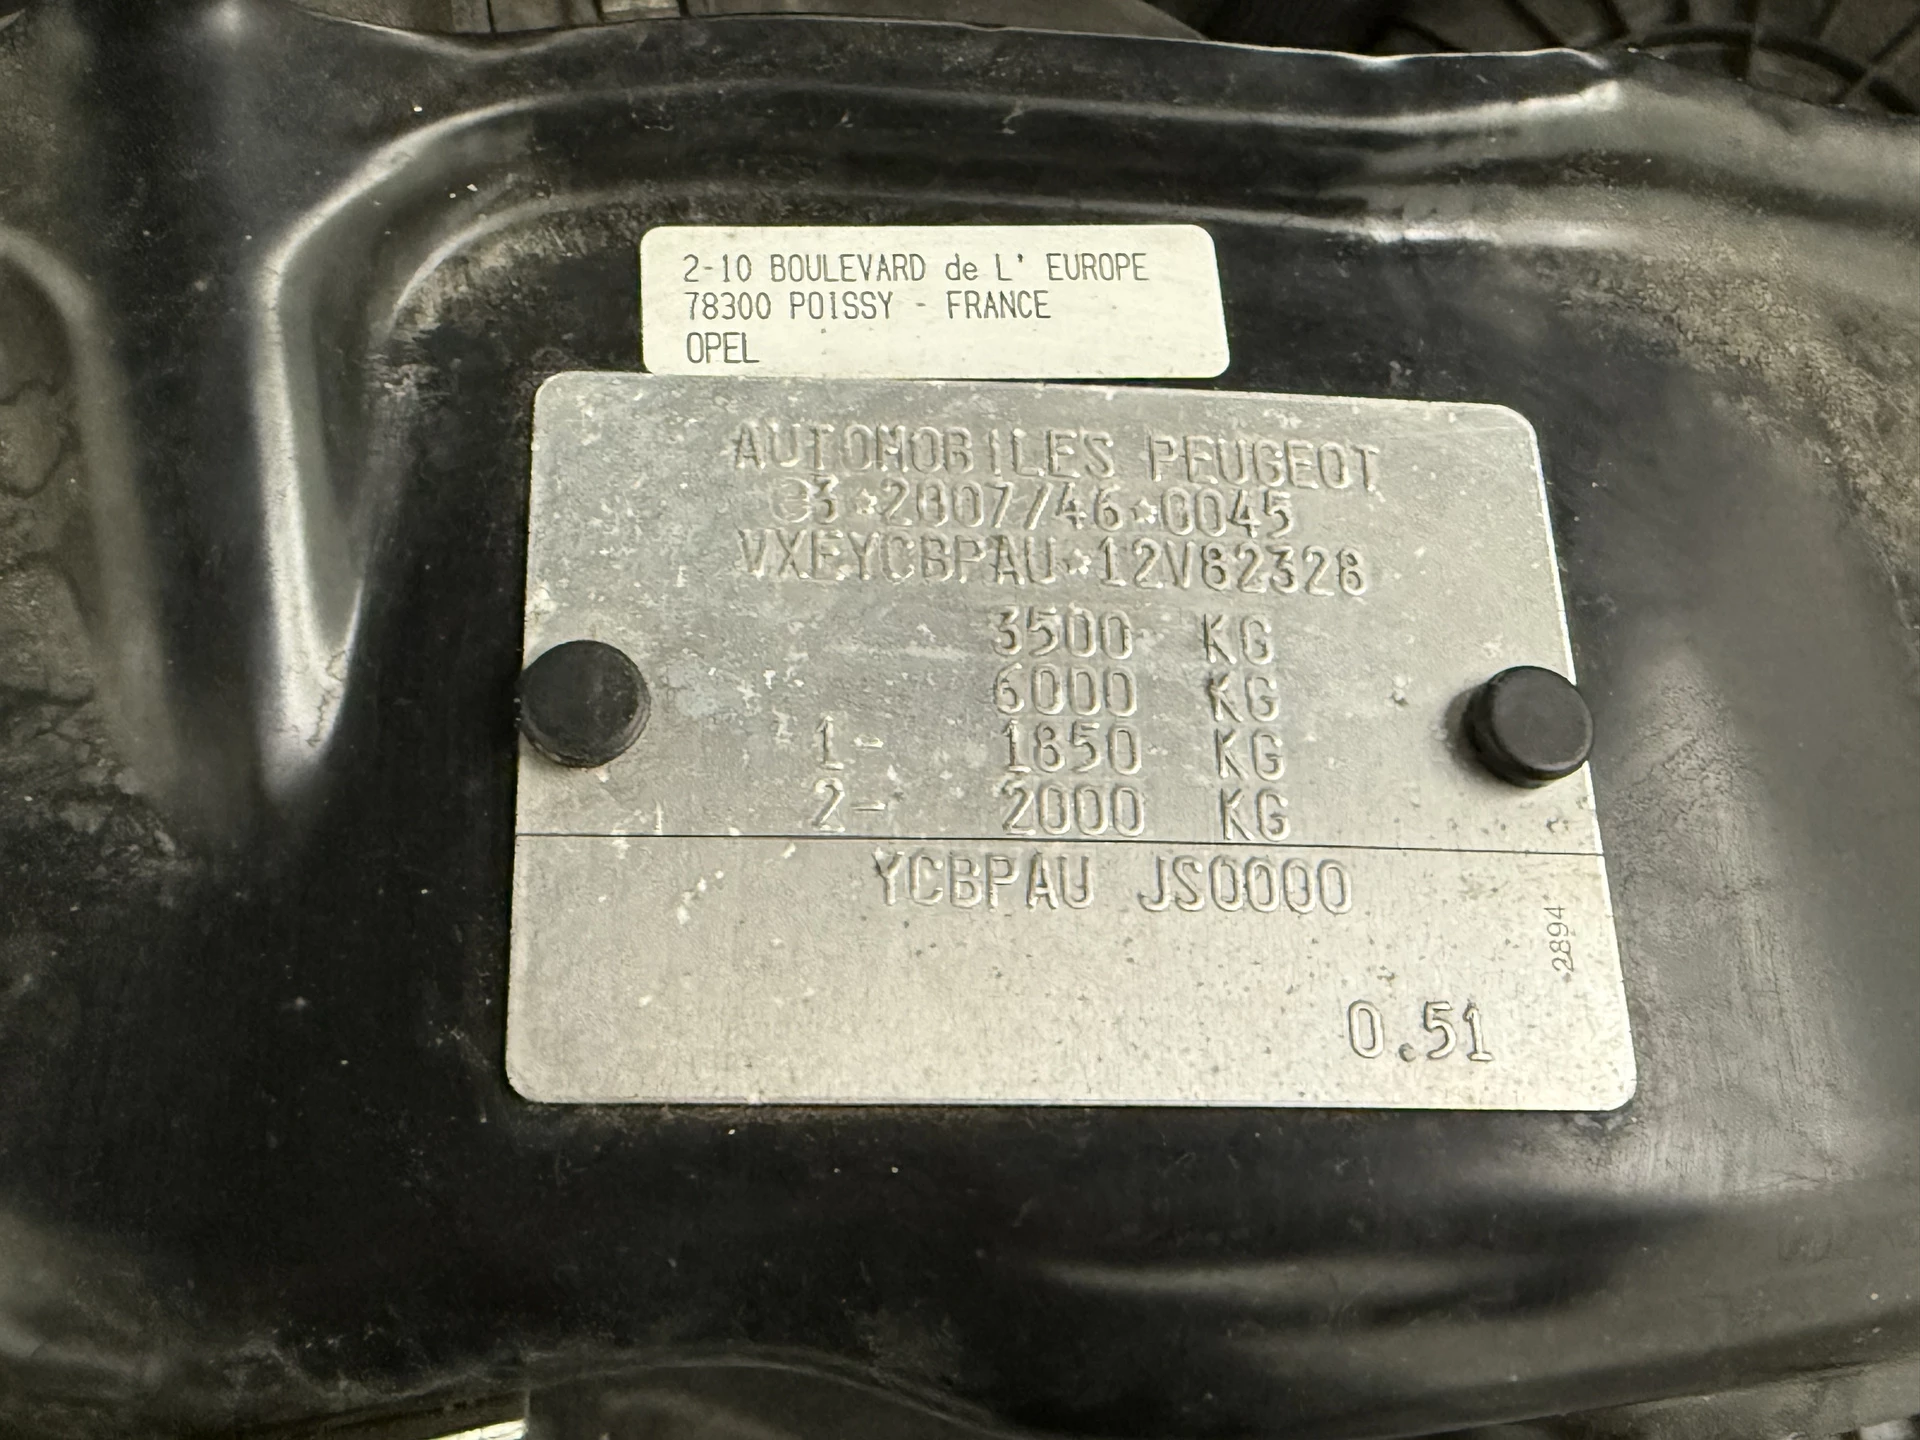 2-10 BOULEVARD de L' EUROPE
78300 POISSY - FRANCE
OPEL
AUTOMOBILES PEUGEOT
e3*2007/46*0045
VXEYCBPAU*12V82328
3500 KG
6000 KG
1- 1850 KG
2- 2000 KG
YCBPAU JS0000
2894
0.51